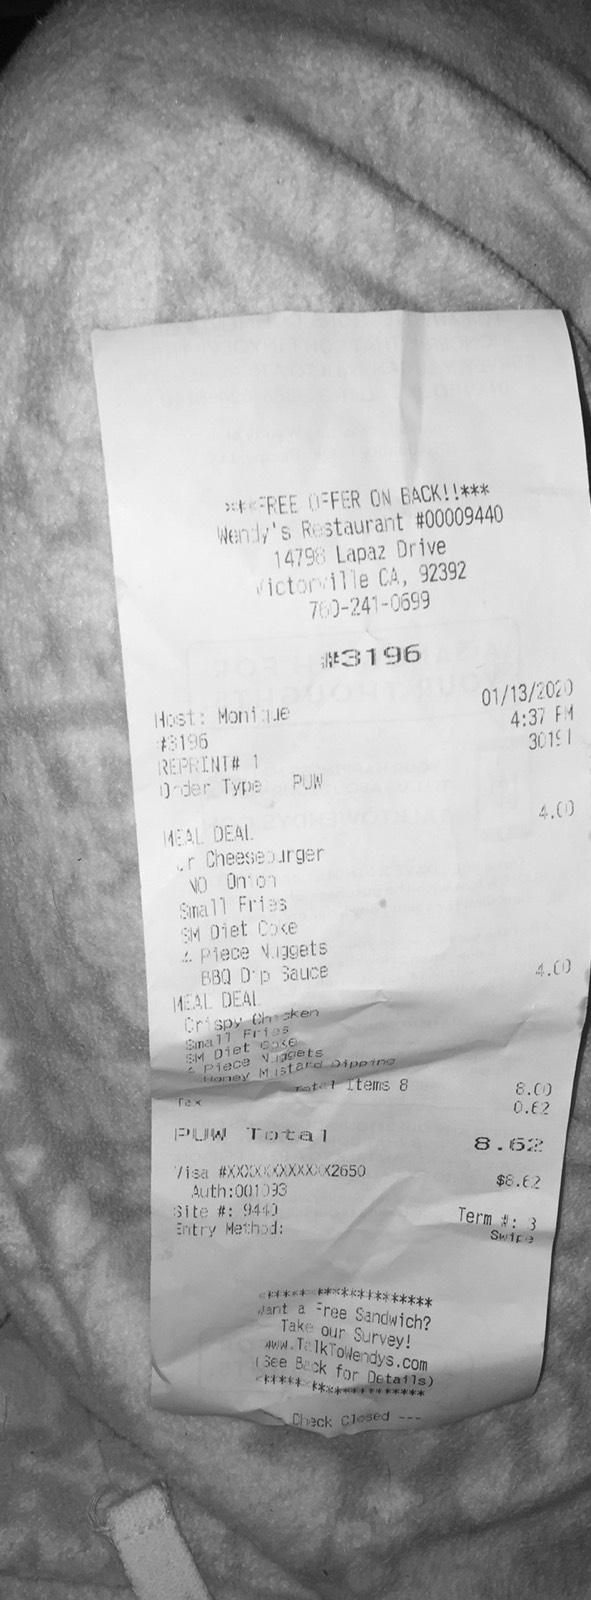 ***FREE OFFER ON BACK!!***
Wendy's Restaurant #00009440
14798 Lapaz Drive
Victorville CA, 92392
760-241-0699
#3196
Host: Monique 01/13/2020
#3196 4:37 PM
REPRINT# 1 30191
Order Type: PUW
MEAL DEAL 4.00
Jr Cheeseburger
NO Onion
Small Fries
SM Diet Coke
4 Piece Nuggets
BBQ Dip Sauce
MEAL DEAL 4.00
Crispy Chicken
Small Fries
SM Diet Coke
4 Piece Nuggets
Honey Mustard Dipping
Total Items 8 8.00
Tax 0.62
PUW Total 8.62
Visa #XXXXXXXXXXXX2650 $8.62
Auth:001093
Site #: 9440 Term #: 3
Entry Method: Swipe
************************
Want a Free Sandwich?
Take our Survey!
www.TalkToWendys.com
(See Back for Details)
************************
--- Check Closed ---